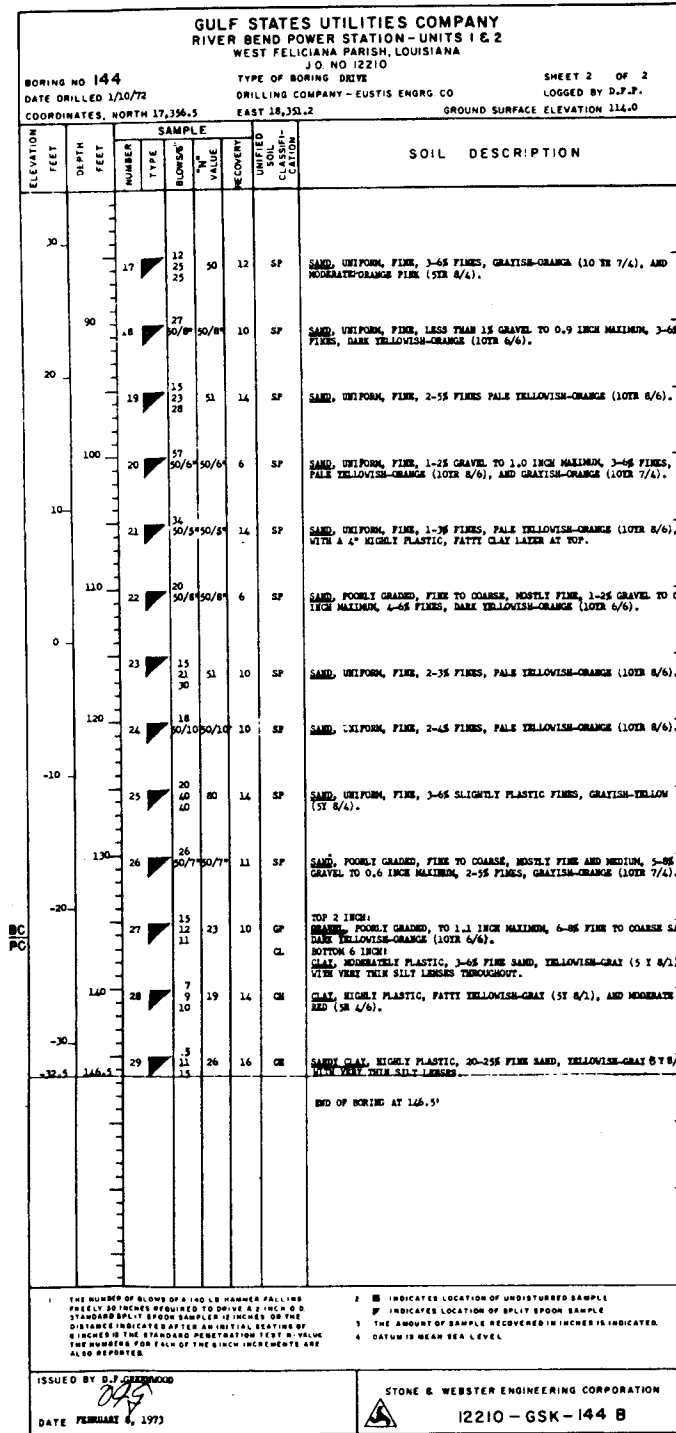 GULF STATES UTILITIES COMPANY
RIVER BEND POWER STATION-UNITS 1 & 2
WEST FELICIANA PARISH, LOUISIANA
J.O. NO 12210
BORING NO 144 TYPE OF BORING DRIVE SHEET 2 OF 2
DATE DRILLED 1/10/72 DRILLING COMPANY-EUSTIS ENGRG. CO LOGGED BY D.F.P.
COORDINATES, NORTH 17,356.5 EAST 18,351.2 GROUND SURFACE ELEVATION 114.0
ELEVATION FEET
DEPTH FEET
SAMPLE
NUMBER
TYPE
BLOWS/6"
"N" VALUE
RECOVERY
UNIFIED SOIL CLASSIFI-CATION
SOIL DESCRIPTION
30
12
17 25 50 12 SP SAND, UNIFORM, FINE, 3-6% FINES, GRAYISH-ORANGA (10 YR 7/4), AND
25 MODERATE-ORANGE PINK (5YR 8/4).
90
27
50/8" 50/8" 10 SP SAND, UNIFORM, FINE, LESS THAN 1% GRAVEL TO 0.9 INCH MAXIMUM, 3-6%
FINES, DARK YELLOWISH-ORANGE (10YR 6/6).
20
15
19 23 51 14 SP SAND, UNIFORM, FINE, 2-5% FINES PALE YELLOWISH-ORANGE (10YR 8/6).
28
100
57
20 50/6" 50/6" 6 SP SAND, UNIFORM, FINE, 1-2% GRAVEL TO 1.0 INCH MAXIMUM, 3-6% FINES,
PALE YELLOWISH-ORANGE (10YR 8/6), AND GRAYISH-ORANGE (10YR 7/4).
10
34
21 50/5" 50/5" 14 SP SAND, UNIFORM, FINE, 1-3% FINES, PALE YELLOWISH-ORANGE (10YR 8/6),
WITH A 4" HIGHLY PLASTIC, FATTY CLAY LAYER AT TOP.
110
20
22 50/8" 50/8" 6 SP SAND, POORLY GRADED, FINE TO COARSE, MOSTLY FINE, 1-2% GRAVEL TO
INCH MAXIMUM, 4-6% FINES, DARK YELLOWISH-ORANGE (10YR 6/6).
0
15
23 21 51 10 SP SAND, UNIFORM, FINE, 2-3% FINES, PALE YELLOWISH-ORANGE (10YR 8/6).
30
120
18
24 50/10 50/10 10 SP SAND, UNIFORM, FINE, 2-4% FINES, PALE YELLOWISH-ORANGE (10YR 8/6).
-10
20
25 40 80 14 SP SAND, UNIFORM, FINE, 3-6% SLIGHTLY PLASTIC FINES, GRAYISH-YELLOW
40 (5Y 8/4).
130
26
26 50/7" 50/7" 11 SP SAND, POORLY GRADED, FINE TO COARSE, MOSTLY FINE AND MEDIUM, 5-8%
GRAVEL TO 0.6 INCH MAXIMUM, 2-5% FINES, GRAYISH-ORANGE (10YR 7/4).
-20
TOP 2 INCH:
15
27 12 23 10 GP GRAVEL, POORLY GRADED, TO 1.1 INCH MAXIMUM, 6-8% FINE TO COARSE SA
11 DARK YELLOWISH-ORANGE (10YR 6/6).
CL BOTTOM 6 INCH:
CLAY, MODERATELY PLASTIC, 3-6% FINE SAND, YELLOWISH-GRAY (5 Y 8/1)
WITH VERY THIN SILT LENSES THROUGHOUT.
140
7
28 9 19 14 CH CLAY, HIGHLY PLASTIC, FATTY YELLOWISH-GRAY (5Y 8/1), AND MODERATE
10 RED (5R 4/6).
-30
29 11 26 16 CH SANDY CLAY, HIGHLY PLASTIC, 20-25% FINE SAND, YELLOWISH-GRAY 5 Y 8/
-32.5 146.5 15 WITH VERY THIN SILT LENSES.
END OF BORING AT 146.5'
1 THE NUMBER OF BLOWS OF A 140 LB HAMMER FALLING
FREELY 30 INCHES REQUIRED TO DRIVE A 2 INCH O.D.
STANDARD SPLIT SPOON SAMPLER 12 INCHES OR THE
DISTANCE INDICATED AFTER AN INITIAL SEATING OF
6 INCHES IS THE STANDARD PENETRATION TEST N-VALUE
THE NUMBERS FOR EACH OF THE 6 INCH INCREMENTS ARE
ALSO REPORTED.
2 INDICATES LOCATION OF UNDISTURBED SAMPLE
INDICATES LOCATION OF SPLIT SPOON SAMPLE
3 THE AMOUNT OF SAMPLE RECOVERED IN INCHES IS INDICATED.
4 DATUM IS MEAN SEA LEVEL
ISSUED BY D.F. GREENWOOD
DATE FEBRUARY 8, 1973
STONE & WEBSTER ENGINEERING CORPORATION
12210-GSK-144 B